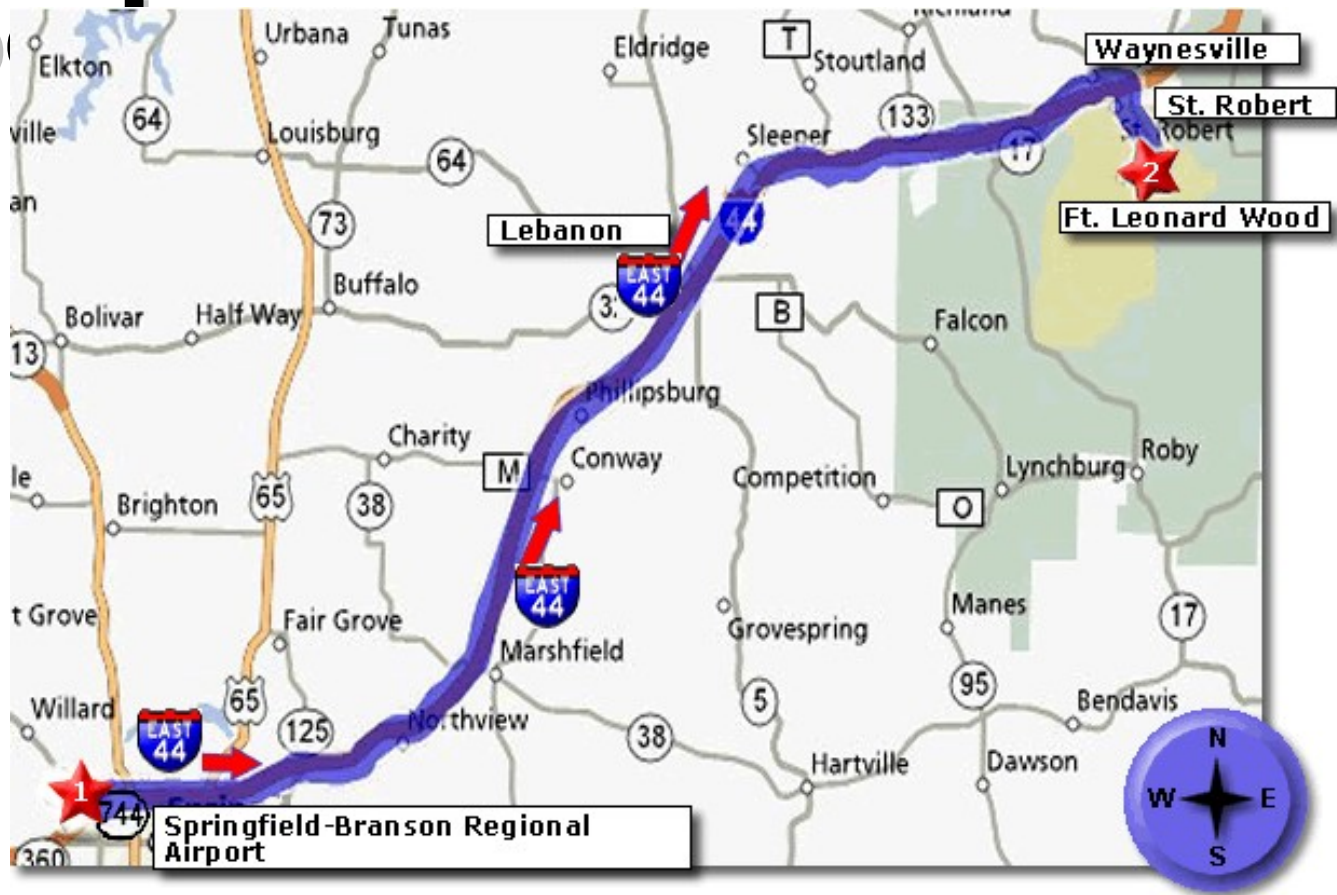 Urbana
Tunas
Elkton
Eldridge
T
Stoutland
Waynesville
St. Robert
64
133
Louisburg
64
Sleeper
17
2
73
Lebanon
44
Ft. Leonard Wood
EAST
44
Buffalo
Bolivar
Half Way
B
Falcon
13
Phillipsburg
Charity
M
Conway
Competition
Lynchburg
Roby
65
38
Brighton
O
EAST
44
Fair Grove
Manes
17
Grovespring
Marshfield
65
Willard
95
5
Bendavis
EAST
44
125
Northview
38
Hartville
Dawson
N
W
E
S
1
744
Springfield-Branson Regional
Airport
360